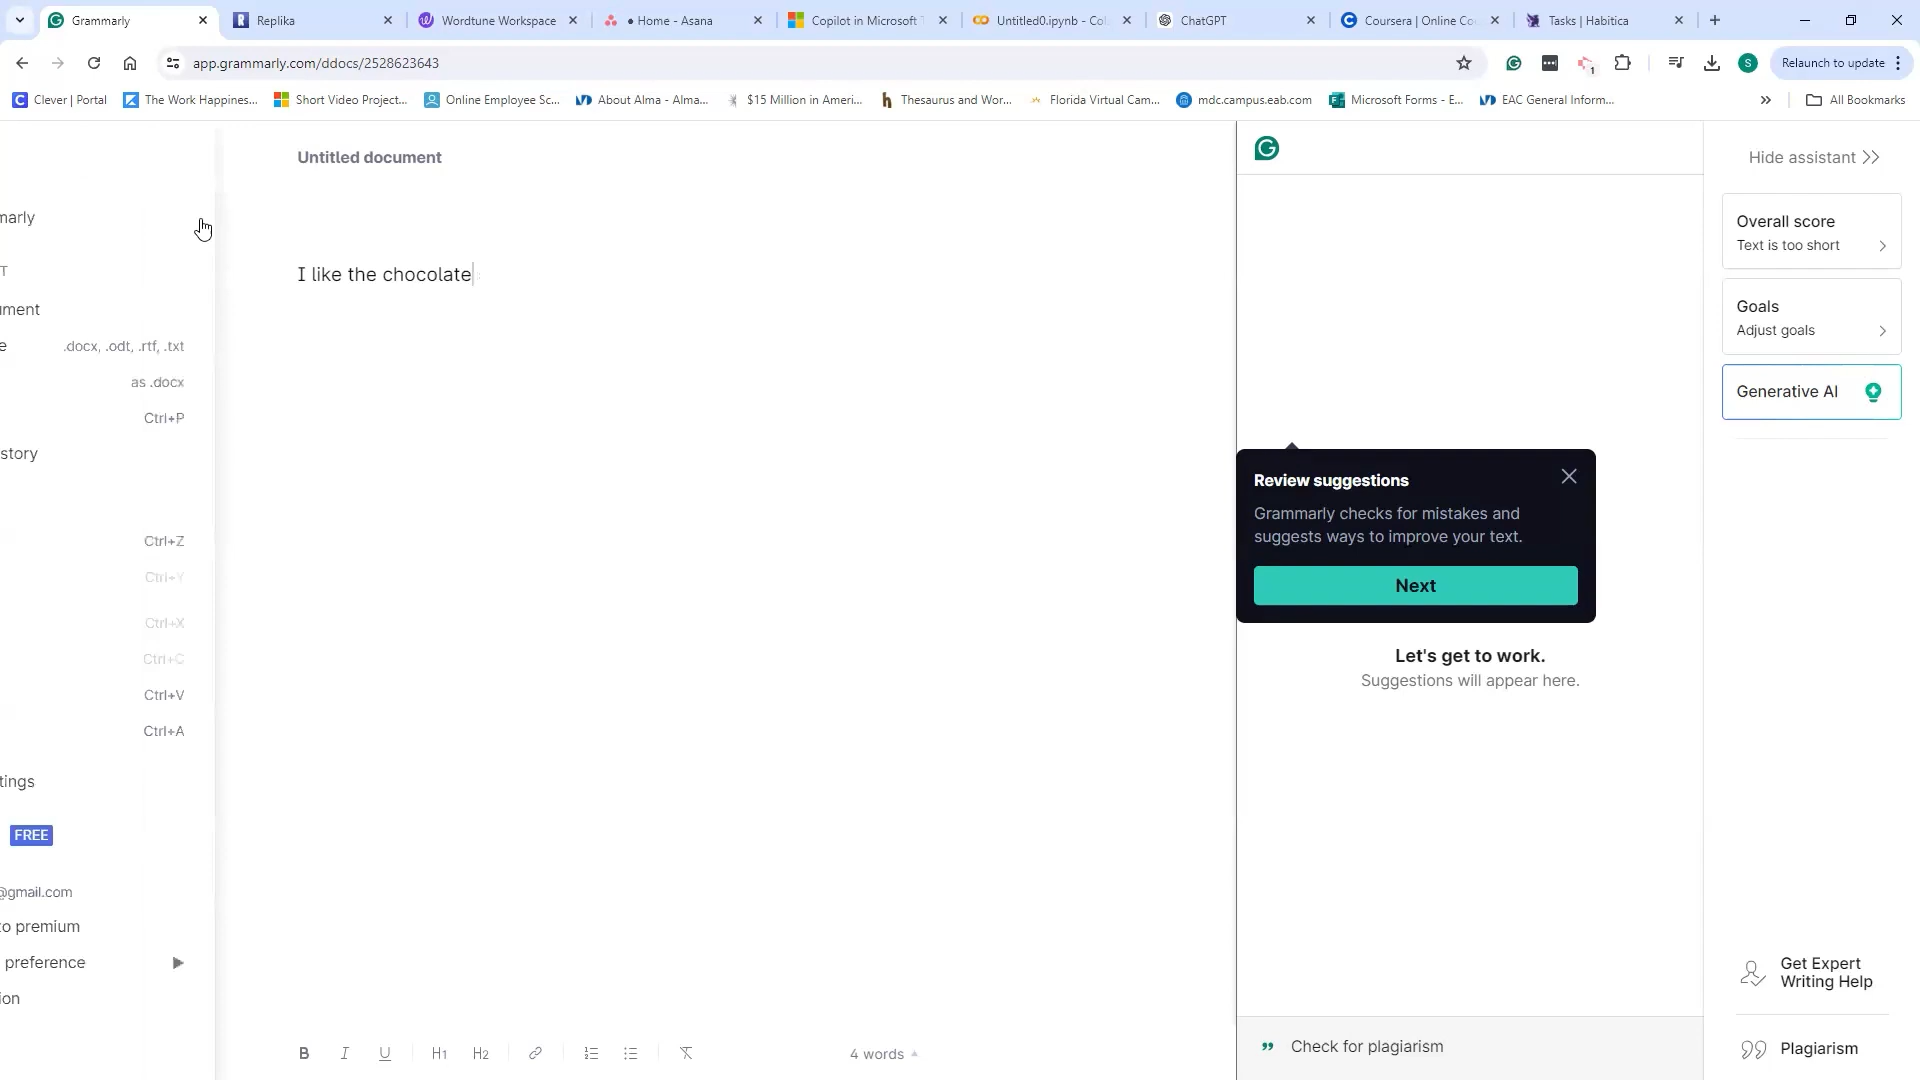 Grammarly
Replika
Wordtune Workspace
• Home - Asana
Copilot in Microsoft
Untitled0.ipynb - Col
ChatGPT
Coursera | Online Co
Tasks | Habitica
app.grammarly.com/ddocs/2528623643
1
S
Relaunch to update
Clever | Portal
The Work Happines...
Short Video Project...
Online Employee Sc...
About Alma - Alma...
$15 Million in Ameri...
Thesaurus and Wor...
Florida Virtual Cam...
mdc.campus.eab.com
Microsoft Forms - E...
EAC General Inform...
All Bookmarks
marly
T
ument
e .docx, .odt, .rtf, .txt
as .docx
Ctrl+P
story
Ctrl+Z
Ctrl+Y
Ctrl+X
Ctrl+C
Ctrl+V
Ctrl+A
tings
FREE
@gmail.com
to premium
preference
ion
Untitled document
I like the chocolate
B I U H1 H2
4 words
Review suggestions
Grammarly checks for mistakes and
suggests ways to improve your text.
Next
Let's get to work.
Suggestions will appear here.
Check for plagiarism
Hide assistant
Overall score
Text is too short
Goals
Adjust goals
Generative AI
Get Expert
Writing Help
Plagiarism